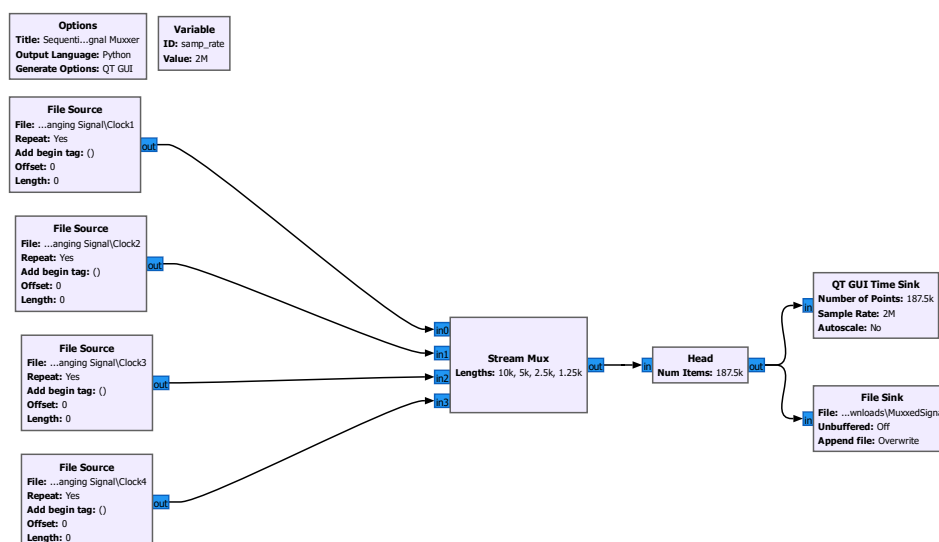 Options
Title: Sequenti...gnal Muxxer
Output Language: Python
Generate Options: QT GUI
Variable
ID: samp_rate
Value: 2M
File Source
File: ...anging Signal\Clock1
Repeat: Yes
Add begin tag: ()
Offset: 0
Length: 0
out
File Source
File: ...anging Signal\Clock2
Repeat: Yes
Add begin tag: ()
Offset: 0
Length: 0
out
File Source
File: ...anging Signal\Clock3
Repeat: Yes
Add begin tag: ()
Offset: 0
Length: 0
out
File Source
File: ...anging Signal\Clock4
Repeat: Yes
Add begin tag: ()
Offset: 0
Length: 0
out
in0
in1
in2
in3
Stream Mux
Lengths: 10k, 5k, 2.5k, 1.25k
out
in
Head
Num Items: 187.5k
out
in
QT GUI Time Sink
Number of Points: 187.5k
Sample Rate: 2M
Autoscale: No
in
File Sink
File: ...wnloads\MuxxedSigna
Unbuffered: Off
Append file: Overwrite